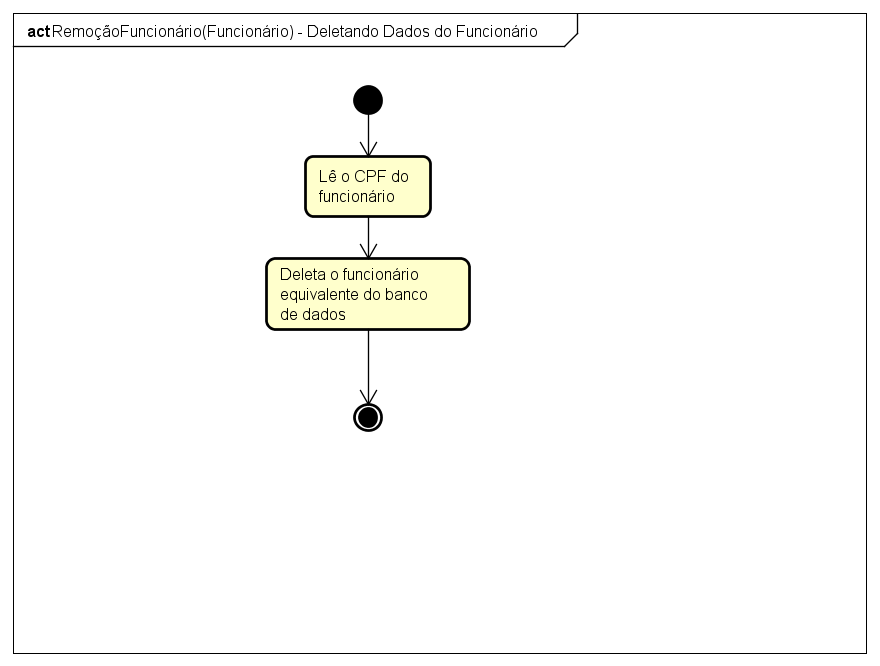 act RemoçãoFuncionário(Funcionário) - Deletando Dados do Funcionário
Lê o CPF do
funcionário
Deleta o funcionário
equivalente do banco
de dados